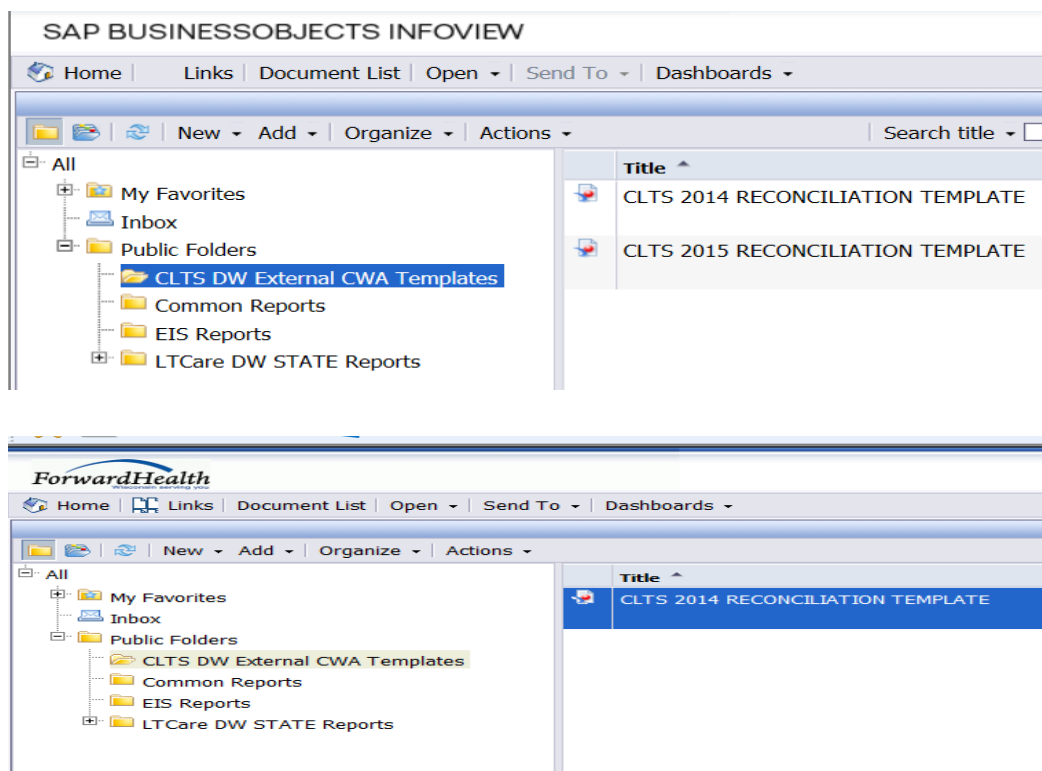 SAP BUSINESSOBJECTS INFOVIEW
Home | Links | Document List | Open | Send To | Dashboards
New Add | Organize | Actions | Search title
All
Title
My Favorites
CLTS 2014 RECONCILIATION TEMPLATE
Inbox
Public Folders
CLTS 2015 RECONCILIATION TEMPLATE
CLTS DW External CWA Templates
Common Reports
EIS Reports
LTCare DW STATE Reports
ForwardHealth
Wisconsin serving you
Home | Links | Document List | Open | Send To | Dashboards
New Add | Organize | Actions
All
Title
My Favorites
CLTS 2014 RECONCILIATION TEMPLATE
Inbox
Public Folders
CLTS DW External CWA Templates
Common Reports
EIS Reports
LTCare DW STATE Reports